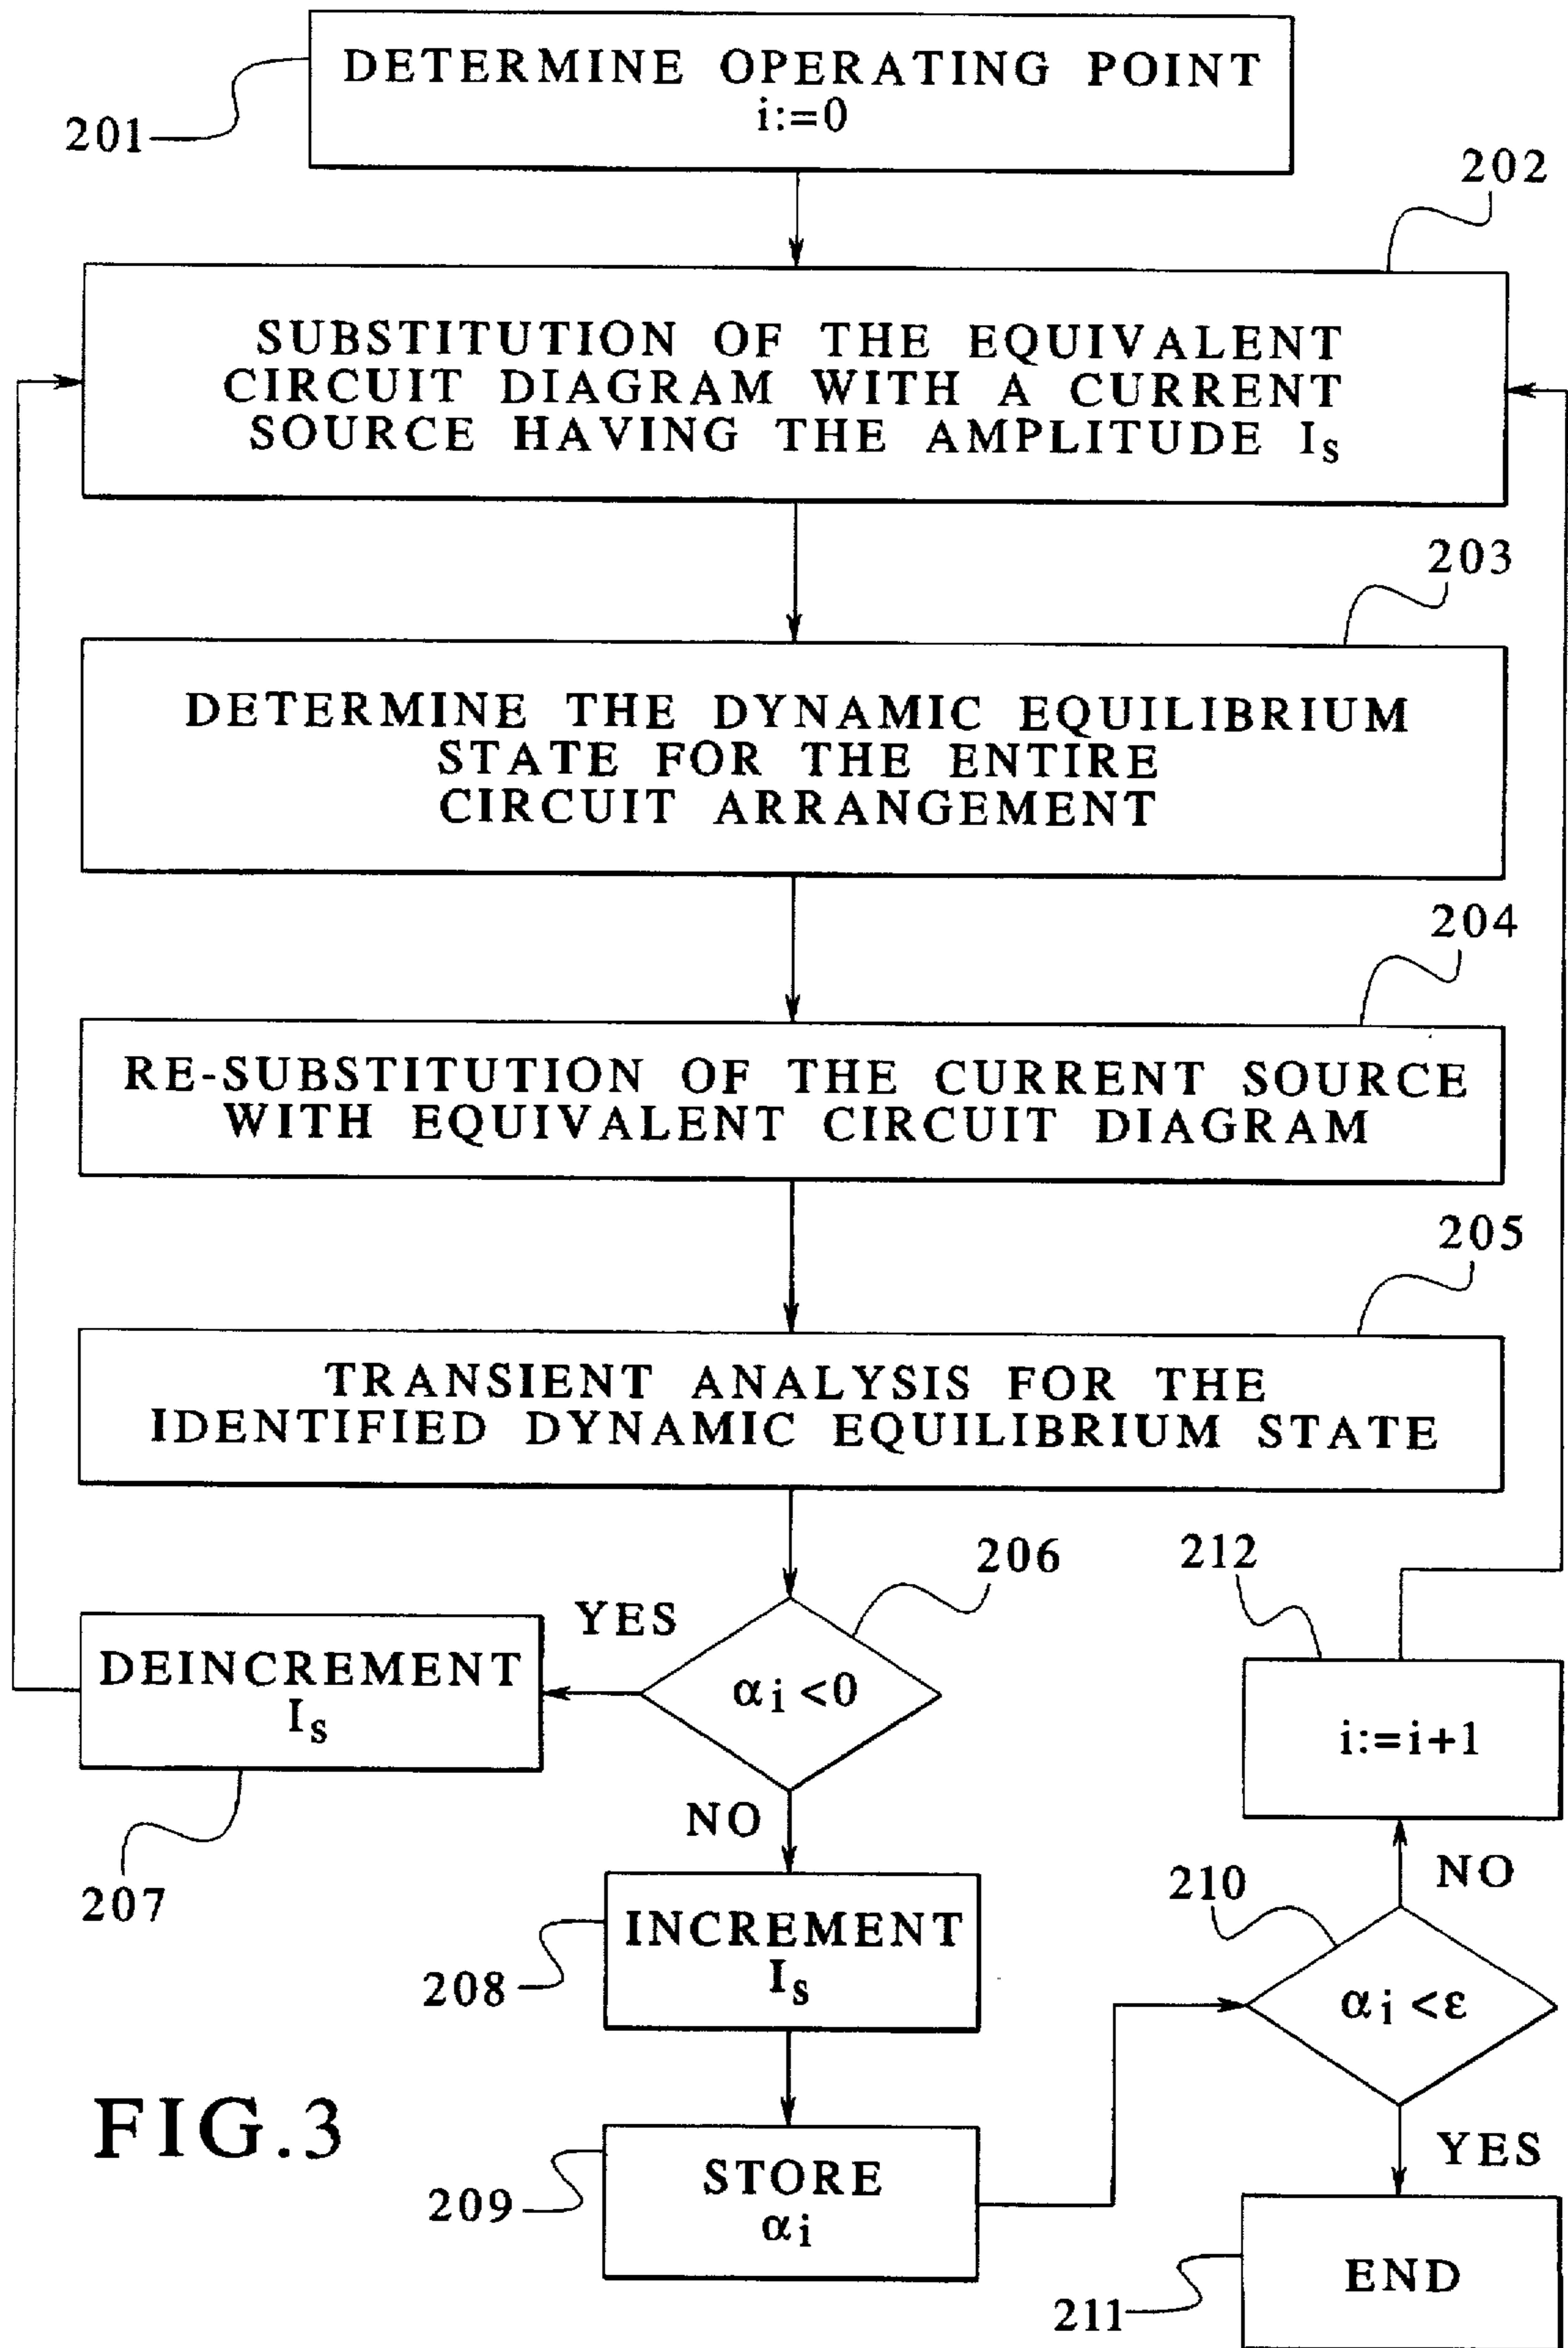 DETERMINE OPERATING POINT
i:=0
201
202
SUBSTITUTION OF THE EQUIVALENT
CIRCUIT DIAGRAM WITH A CURRENT
SOURCE HAVING THE AMPLITUDE Is
203
DETERMINE THE DYNAMIC EQUILIBRIUM
STATE FOR THE ENTIRE
CIRCUIT ARRANGEMENT
204
RE-SUBSTITUTION OF THE CURRENT SOURCE
WITH EQUIVALENT CIRCUIT DIAGRAM
205
TRANSIENT ANALYSIS FOR THE
IDENTIFIED DYNAMIC EQUILIBRIUM STATE
206
212
YES
DEINCREMENT
Is
αi<0
i:=i+1
NO
207
NO
210
INCREMENT
Is
208
αi<ε
FIG.3
YES
STORE
αi
209
END
211